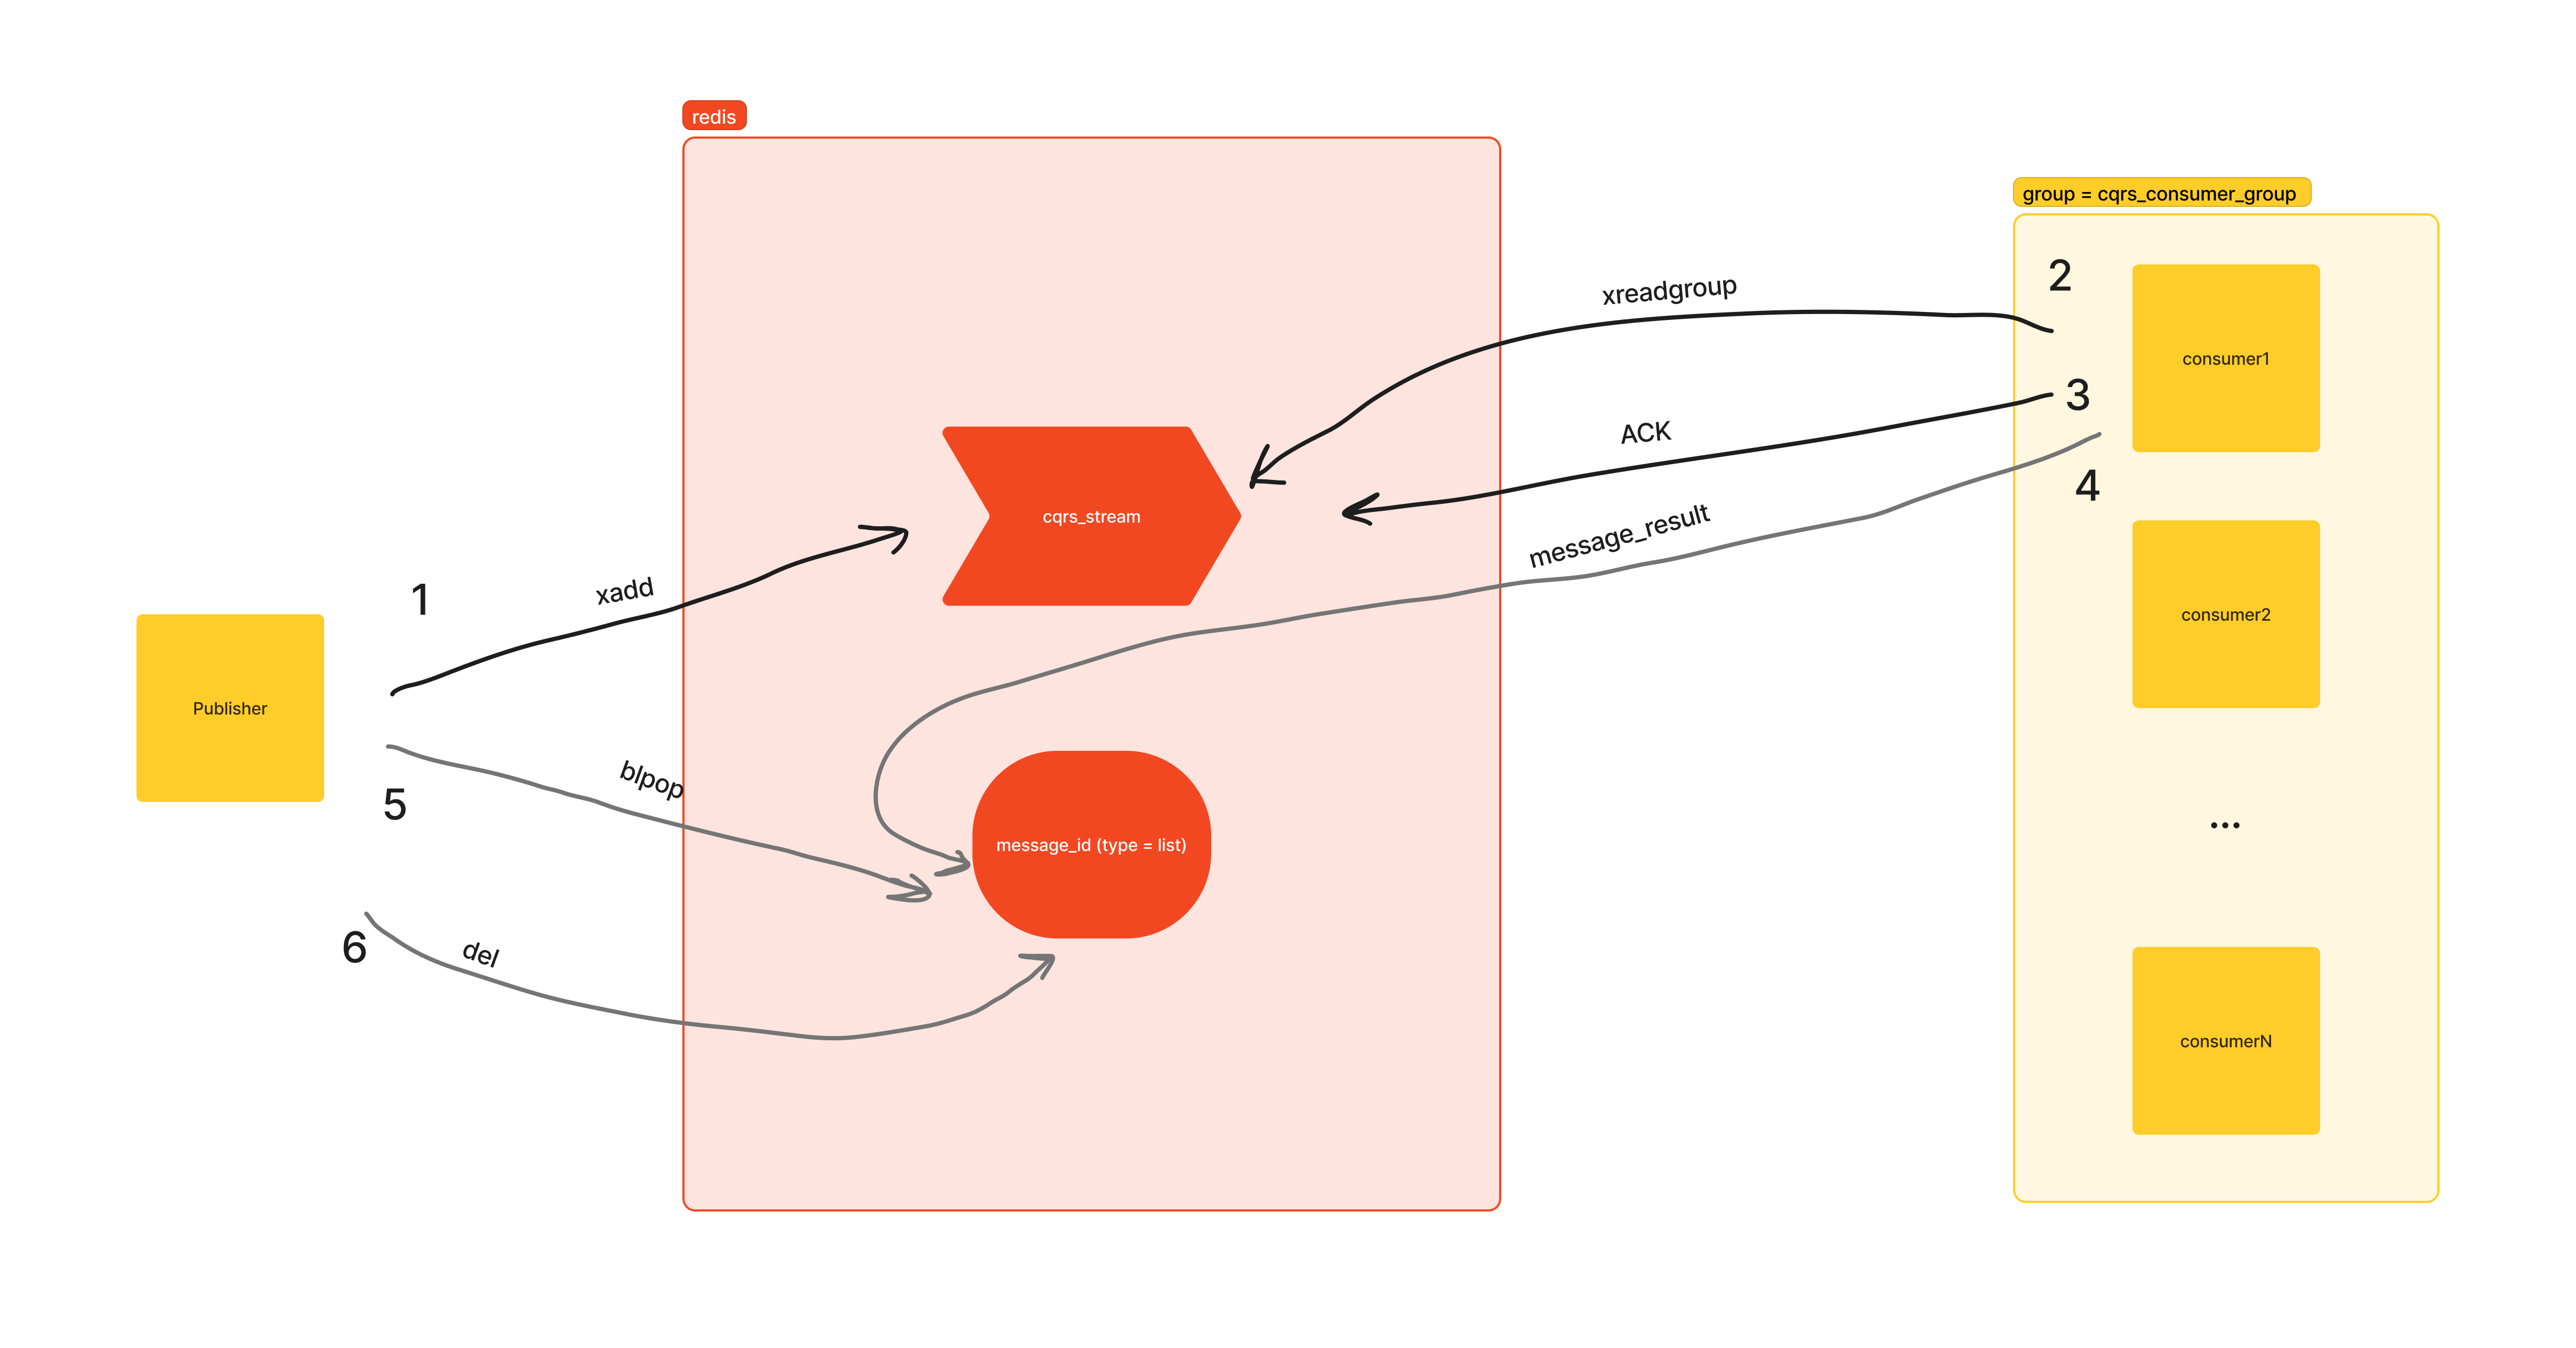 redis
group = cqrs_consumer_group
2
xreadgroup
consumer1
3
ACK
4
message_result
cqrs_stream
1
xadd
consumer2
Publisher
blpop
5
message_id (type = list)
...
6
del
consumerN